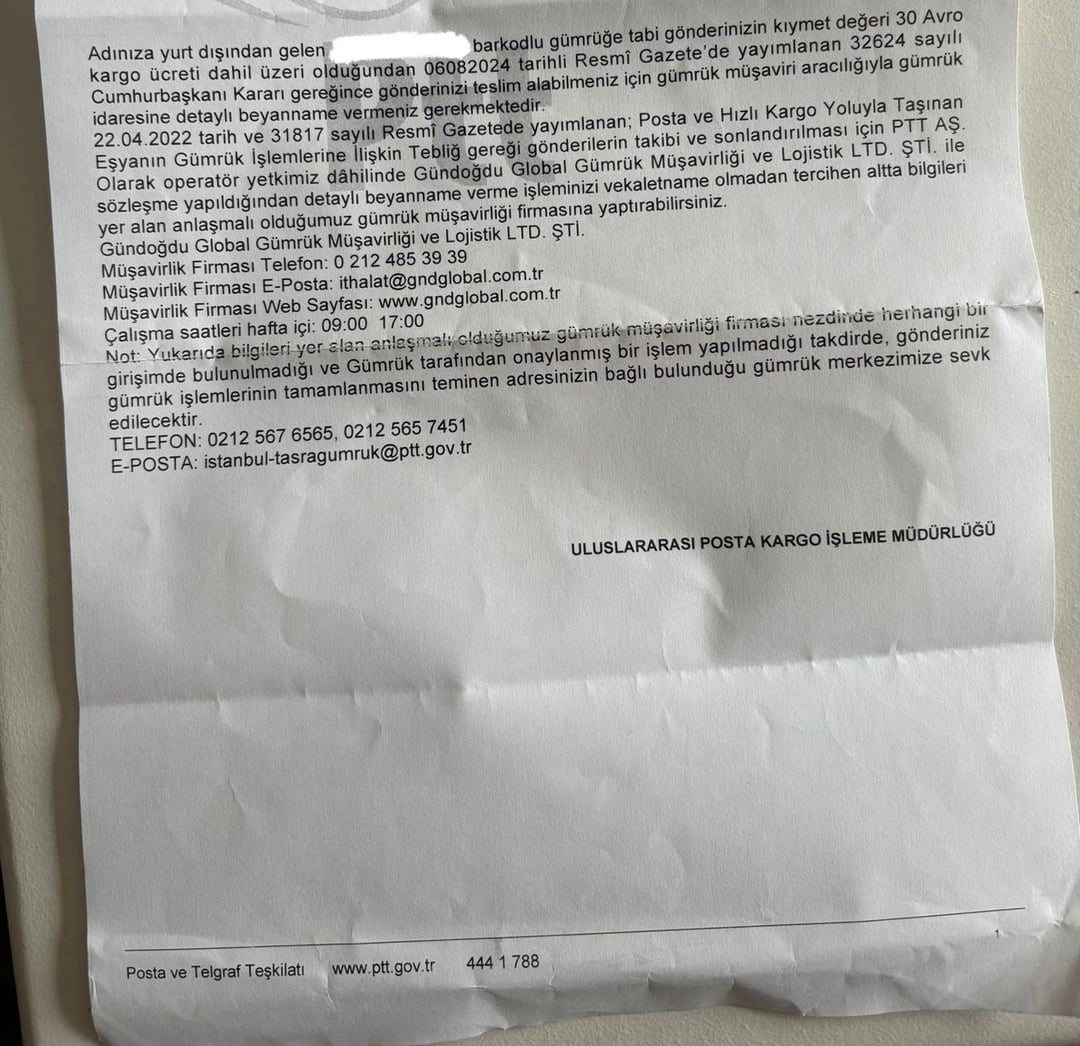 Adınıza yurt dışından gelen barkodlu gümrüğe tabi gönderinizin kıymet değeri 30 Avro
kargo ücreti dahil üzeri olduğundan 06082024 tarihli Resmî Gazete’de yayımlanan 32624 sayılı
Cumhurbaşkanı Kararı gereğince gönderinizi teslim alabilmeniz için gümrük müşaviri aracılığıyla gümrük
idaresine detaylı beyanname vermeniz gerekmektedir.
22.04.2022 tarih ve 31817 sayılı Resmî Gazetede yayımlanan; Posta ve Hızlı Kargo Yoluyla Taşınan
Eşyanın Gümrük İşlemlerine İlişkin Tebliğ gereği gönderilerin takibi ve sonlandırılması için PTT AŞ.
Olarak operatör yetkimiz dâhilinde Gündoğdu Global Gümrük Müşavirliği ve Lojistik LTD. ŞTİ. ile
sözleşme yapıldığından detaylı beyanname verme işleminizi vekaletname olmadan tercihen altta bilgileri
yer alan anlaşmalı olduğumuz gümrük müşavirliği firmasına yaptırabilirsiniz.
Gündoğdu Global Gümrük Müşavirliği ve Lojistik LTD. ŞTİ.
Müşavirlik Firması Telefon: 0 212 485 39 39
Müşavirlik Firması E-Posta: ithalat@gndglobal.com.tr
Müşavirlik Firması Web Sayfası: www.gndglobal.com.tr
Çalışma saatleri hafta içi: 09:00 17:00
Not: Yukarıda bilgileri yer alan anlaşmalı olduğumuz gümrük müşavirliği firması nezdinde herhangi bir
girişimde bulunulmadığı ve Gümrük tarafından onaylanmış bir işlem yapılmadığı takdirde, gönderiniz
gümrük işlemlerinin tamamlanmasını teminen adresinizin bağlı bulunduğu gümrük merkezimize sevk
edilecektir.
TELEFON: 0212 567 6565, 0212 565 7451
E-POSTA: istanbul-tasragumruk@ptt.gov.tr
ULUSLARARASI POSTA KARGO İŞLEME MÜDÜRLÜĞÜ
1
Posta ve Telgraf Teşkilatı www.ptt.gov.tr 444 1 788